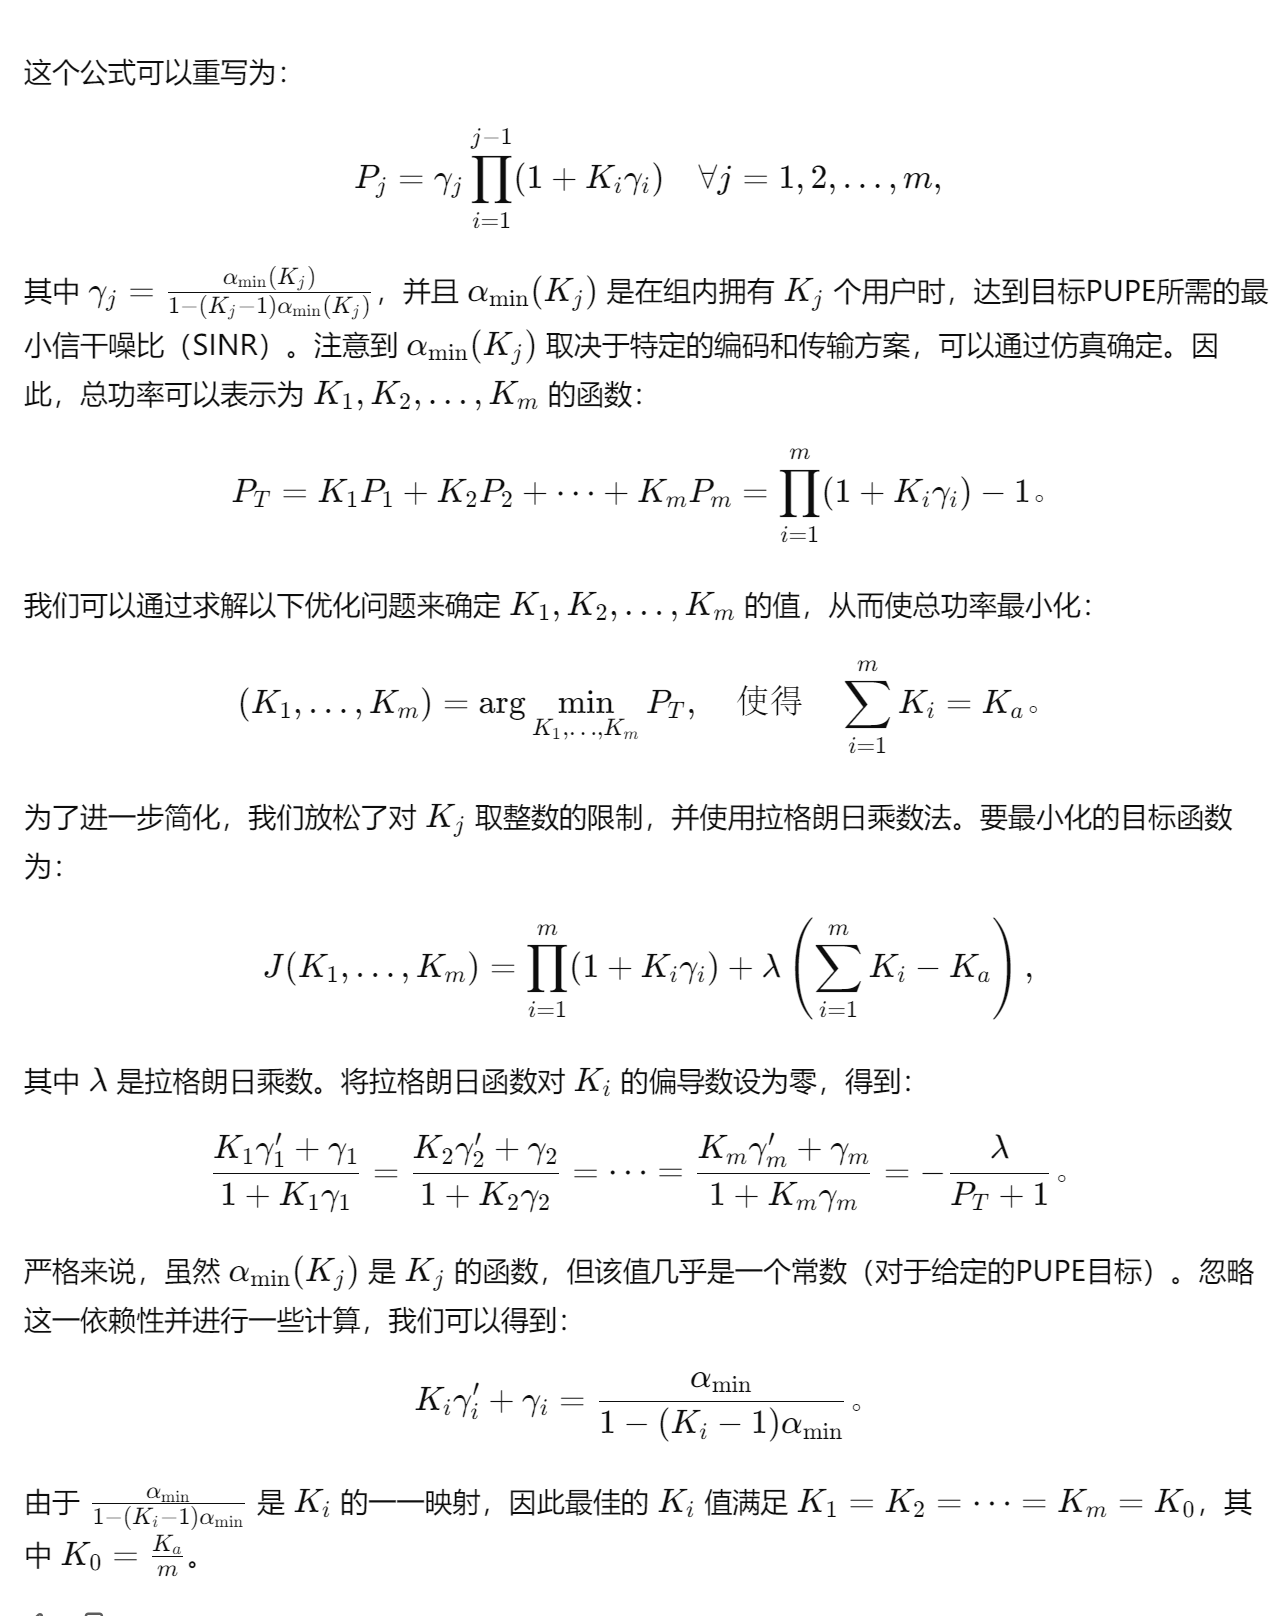 这个公式可以重写为：
$$P_j = \gamma_j \prod_{i=1}^{j-1} (1 + K_i\gamma_i) \quad \forall j = 1, 2, \ldots, m,$$
其中 $\gamma_j = \frac{\alpha_{\min}(K_j)}{1-(K_j-1)\alpha_{\min}(K_j)}$，并且 $\alpha_{\min}(K_j)$ 是在组内拥有 $K_j$ 个用户时，达到目标PUPE所需的最
小信干噪比（SINR）。注意到 $\alpha_{\min}(K_j)$ 取决于特定的编码和传输方案，可以通过仿真确定。因
此，总功率可以表示为 $K_1, K_2, \ldots, K_m$ 的函数：
$$P_T = K_1P_1 + K_2P_2 + \cdots + K_mP_m = \prod_{i=1}^{m} (1 + K_i\gamma_i) - 1。$$
我们可以通过求解以下优化问题来确定 $K_1, K_2, \ldots, K_m$ 的值，从而使总功率最小化：
$$(K_1, \ldots, K_m) = \arg \min_{K_1,\ldots,K_m} P_T, \quad 使得 \quad \sum_{i=1}^{m} K_i = K_a。$$
为了进一步简化，我们放松了对 $K_j$ 取整数的限制，并使用拉格朗日乘数法。要最小化的目标函数
为：
$$J(K_1, \ldots, K_m) = \prod_{i=1}^{m} (1 + K_i\gamma_i) + \lambda \left( \sum_{i=1}^{m} K_i - K_a \right),$$
其中 $\lambda$ 是拉格朗日乘数。将拉格朗日函数对 $K_i$ 的偏导数设为零，得到：
$$\frac{K_1\gamma_1' + \gamma_1}{1 + K_1\gamma_1} = \frac{K_2\gamma_2' + \gamma_2}{1 + K_2\gamma_2} = \cdots = \frac{K_m\gamma_m' + \gamma_m}{1 + K_m\gamma_m} = -\frac{\lambda}{P_T + 1}。$$
严格来说，虽然 $\alpha_{\min}(K_j)$ 是 $K_j$ 的函数，但该值几乎是一个常数（对于给定的PUPE目标）。忽略
这一依赖性并进行一些计算，我们可以得到：
$$K_i\gamma_i' + \gamma_i = \frac{\alpha_{\min}}{1 - (K_i - 1)\alpha_{\min}}。$$
由于 $\frac{\alpha_{\min}}{1-(K_i-1)\alpha_{\min}}$ 是 $K_i$ 的一一映射，因此最佳的 $K_i$ 值满足 $K_1 = K_2 = \cdots = K_m = K_0$，其
中 $K_0 = \frac{K_a}{m}$。